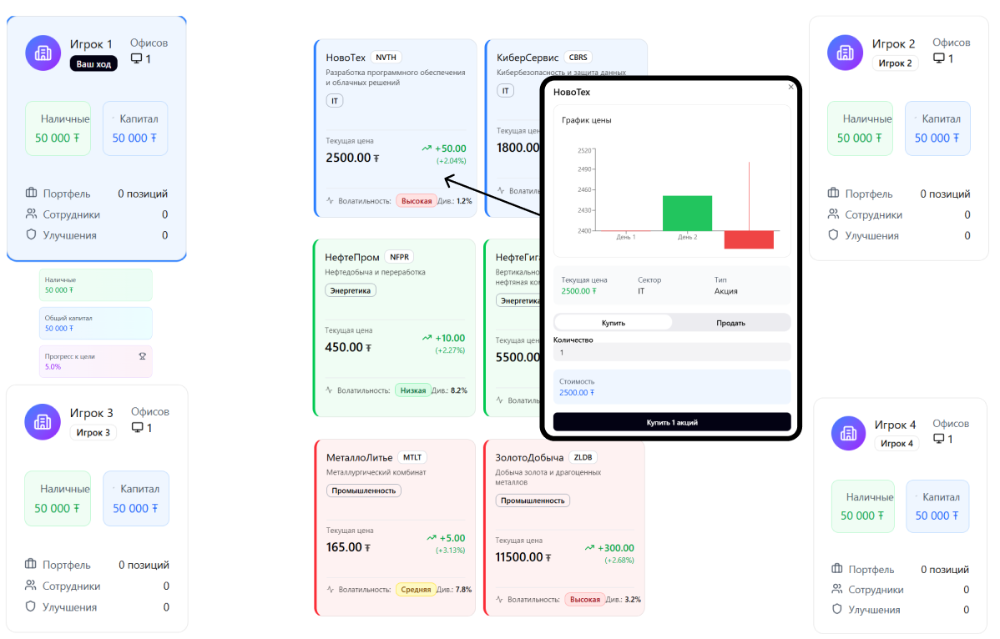 Игрок 1
Ваш ход
Офисов
1
Наличные
50 000 ₸
Капитал
50 000 ₸
Портфель 0 позиций
Сотрудники 0
Улучшения 0
Наличные
50 000 ₸
Общий капитал
50 000 ₸
Прогресс к цели
5.0%
Игрок 3
Игрок 3
Офисов
1
Наличные
50 000 ₸
Капитал
50 000 ₸
Портфель 0 позиций
Сотрудники 0
Улучшения 0
НовоТех NVTH
Разработка программного обеспечения
и облачных решений
IT
Текущая цена
2500.00 ₸
+50.00
(+2.04%)
Волатильность: Высокая Див.: 1.2%
КиберСервис CBRS
Кибербезопасность и защита данных
IT
Текущая цен
1800.00
Волатиль
НефтеПром NFPR
Нефтедобыча и переработка
Энергетика
Текущая цена
450.00 ₸
+10.00
(+2.27%)
Волатильность: Низкая Див.: 8.2%
НефтеГиг
Вертикально
нефтяная ко
Энергетика
Текущая цен
5500.00
Волатиль
МеталлоЛитье MTLT
Металлургический комбинат
Промышленность
Текущая цена
165.00 ₸
+5.00
(+3.13%)
Волатильность: Средняя Див.: 7.8%
ЗолотоДобыча ZLDB
Добыча золота и драгоценных
металлов
Промышленность
Текущая цена
11500.00 ₸
+300.00
(+2.68%)
Волатильность: Высокая Див.: 3.2%
НовоТех
График цены
2520
2490
2460
2430
2400
День 1 День 2
Текущая цена Сектор Тип
2500.00 ₸ IT Акция
Купить Продать
Количество
1
Стоимость
2500.00 ₸
Купить 1 акций
Игрок 2
Игрок 2
Офисов
1
Наличные
50 000 ₸
Капитал
50 000 ₸
Портфель 0 позиций
Сотрудники 0
Улучшения 0
Игрок 4
Игрок 4
Офисов
1
Наличные
50 000 ₸
Капитал
50 000 ₸
Портфель 0 позиций
Сотрудники 0
Улучшения 0